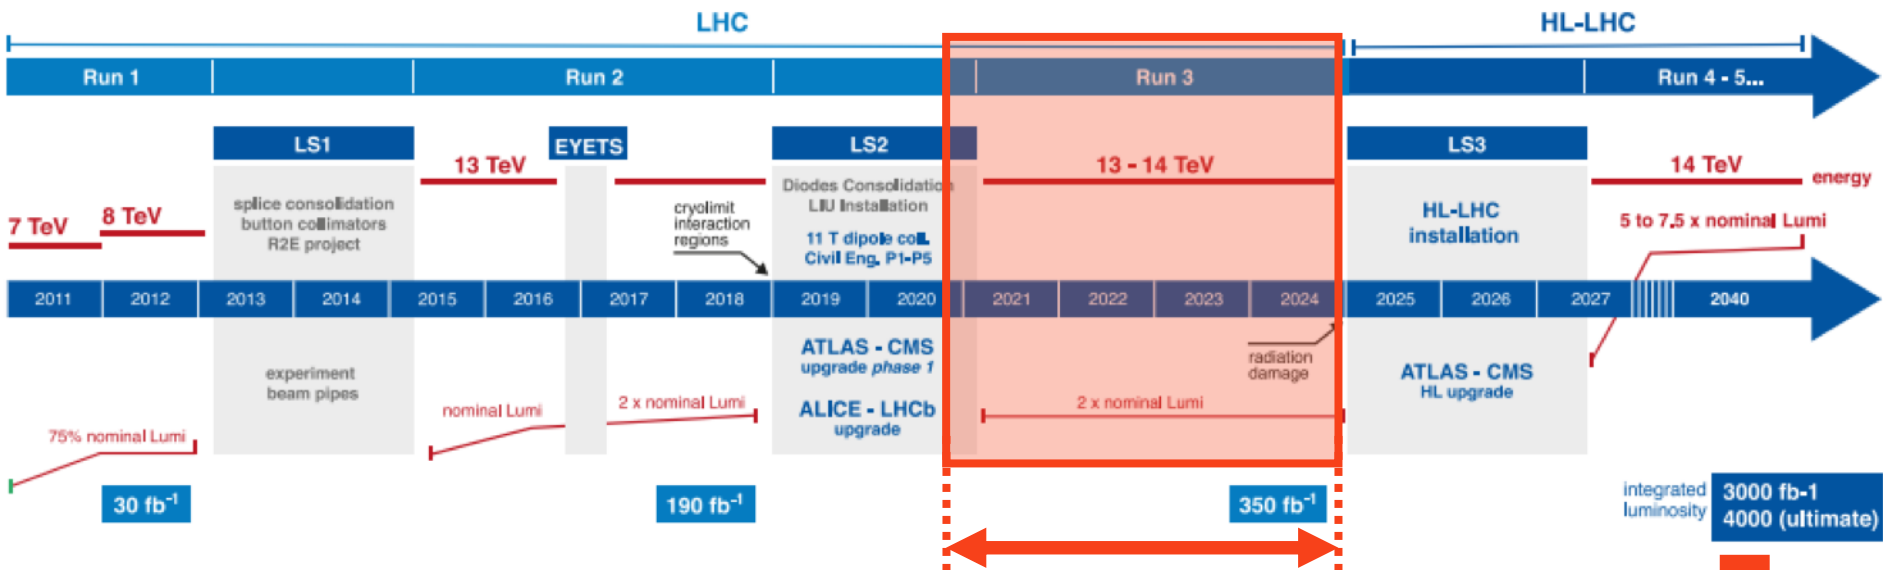 LHC
HL-LHC
Run 1
Run 2
Run 3
Run 4 - 5...
LS1
EYETS
LS2
LS3
13 TeV
13 - 14 TeV
14 TeV
energy
7 TeV
8 TeV
splice consolidation
button collimators
R2E project
cryolimit
interaction
regions
Diodes Consolidation
LIU Installation
11 T dipole coll.
Civil Eng. P1-P5
HL-LHC
installation
5 to 7.5 x nominal Lumi
2011
2012
2013
2014
2015
2016
2017
2018
2019
2020
2021
2022
2023
2024
2025
2026
2027
2040
experiment
beam pipes
ATLAS - CMS
upgrade phase 1
ALICE - LHCb
upgrade
radiation
damage
ATLAS - CMS
HL upgrade
75% nominal Lumi
nominal Lumi
2 x nominal Lumi
2 x nominal Lumi
30 fb-1
190 fb-1
350 fb-1
integrated
luminosity
3000 fb-1
4000 (ultimate)